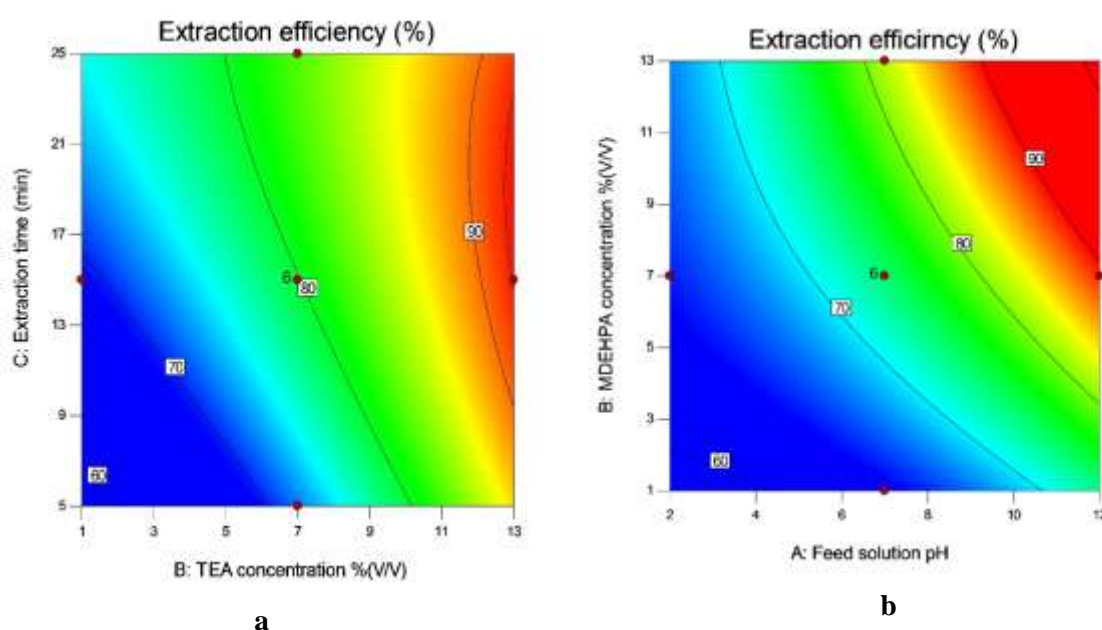 Extraction efficiency (%)
25
21
17
13
9
5
C: Extraction time (min)
90
6
80
70
60
1 3 5 7 9 11 13
B: TEA concentration %(V/V)
a
Extraction efficirncy (%)
13
11
9
7
5
3
1
B: MDEHPA concentration %(V/V)
90
80
6
70
60
2 4 6 8 10
A: Feed solution pH
b